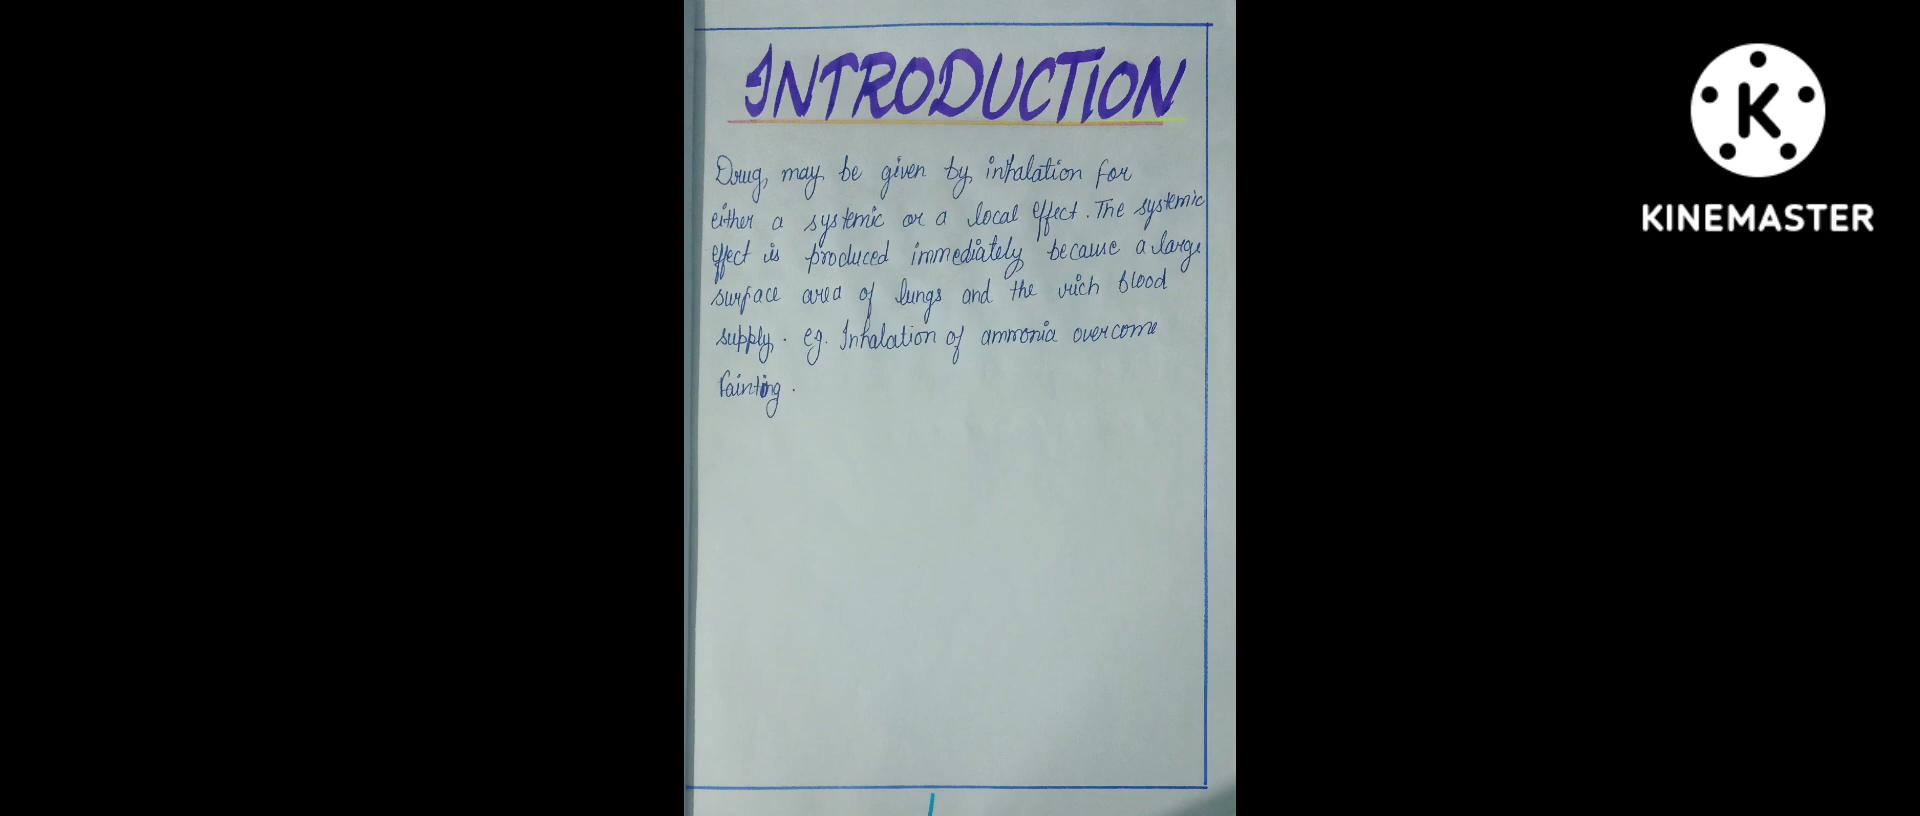 INTRODUCTION
Drug may be given by inhalation for
either a systemic or a local effect. The systemic
effect is produced immediately because a large
surface area of lungs and the rich blood
supply. eg. Inhalation of ammonia overcome
fainting.
K
KINEMASTER